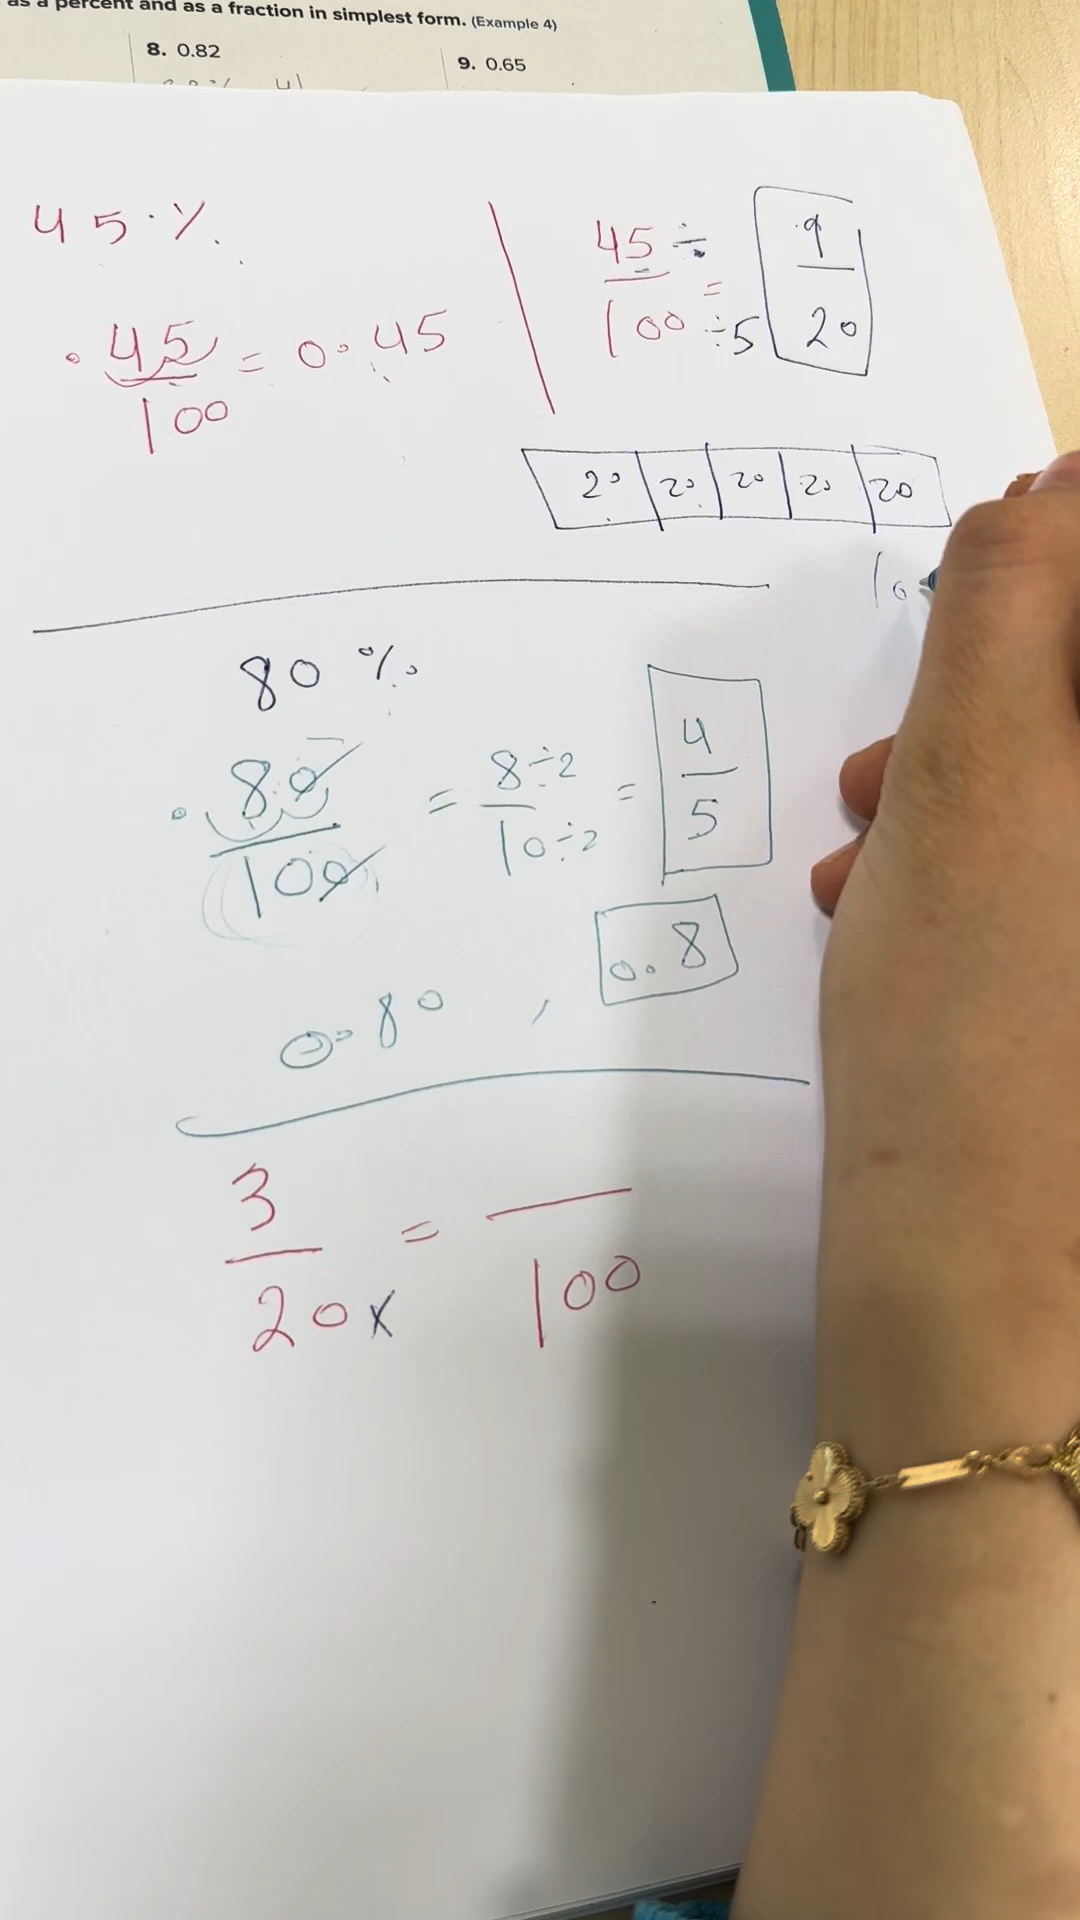 as a percent and as a fraction in simplest form. (Example 4)
8. 0.82
9. 0.65
45%
.45/100 = 0.45
45÷/100÷5 = 9/20
20 | 20 | 20 | 20 | 20
10
80%
.80/100 = 8÷2/10÷2 = 4/5
0.80 , 0.8
3/20x = /100